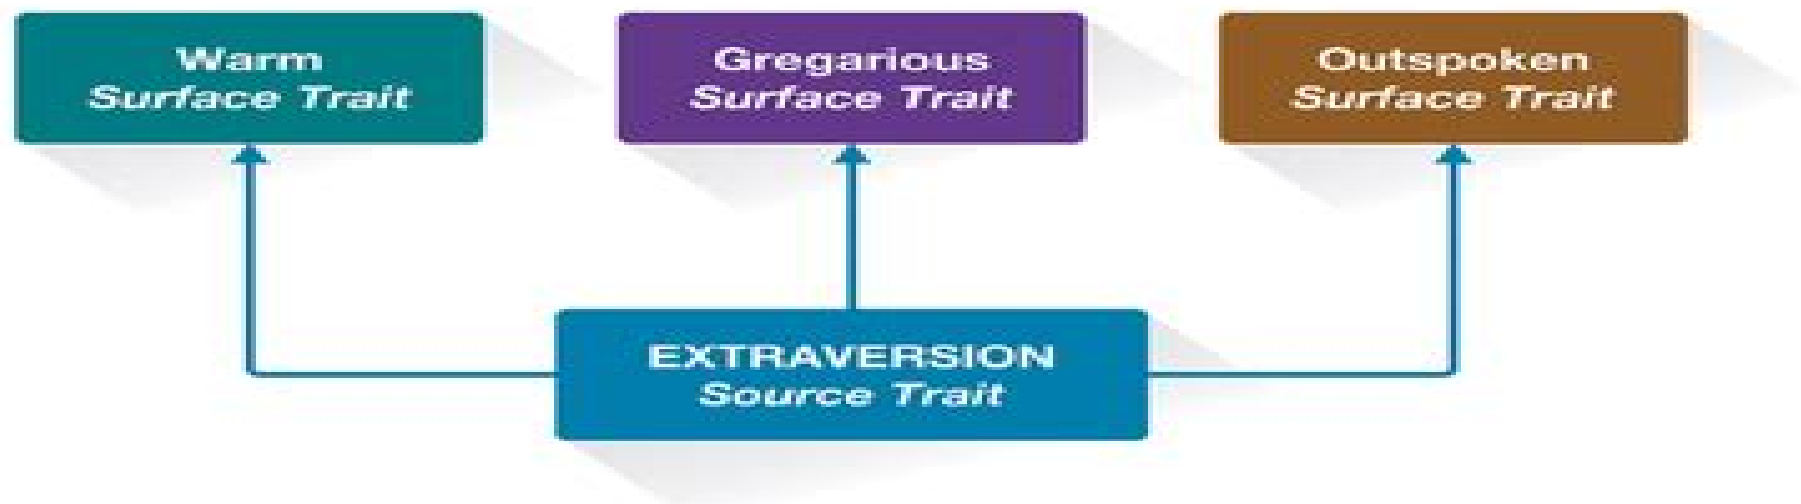 Warm
Surface Trait
Gregarious
Surface Trait
Outspoken
Surface Trait
EXTRAVERSION
Source Trait